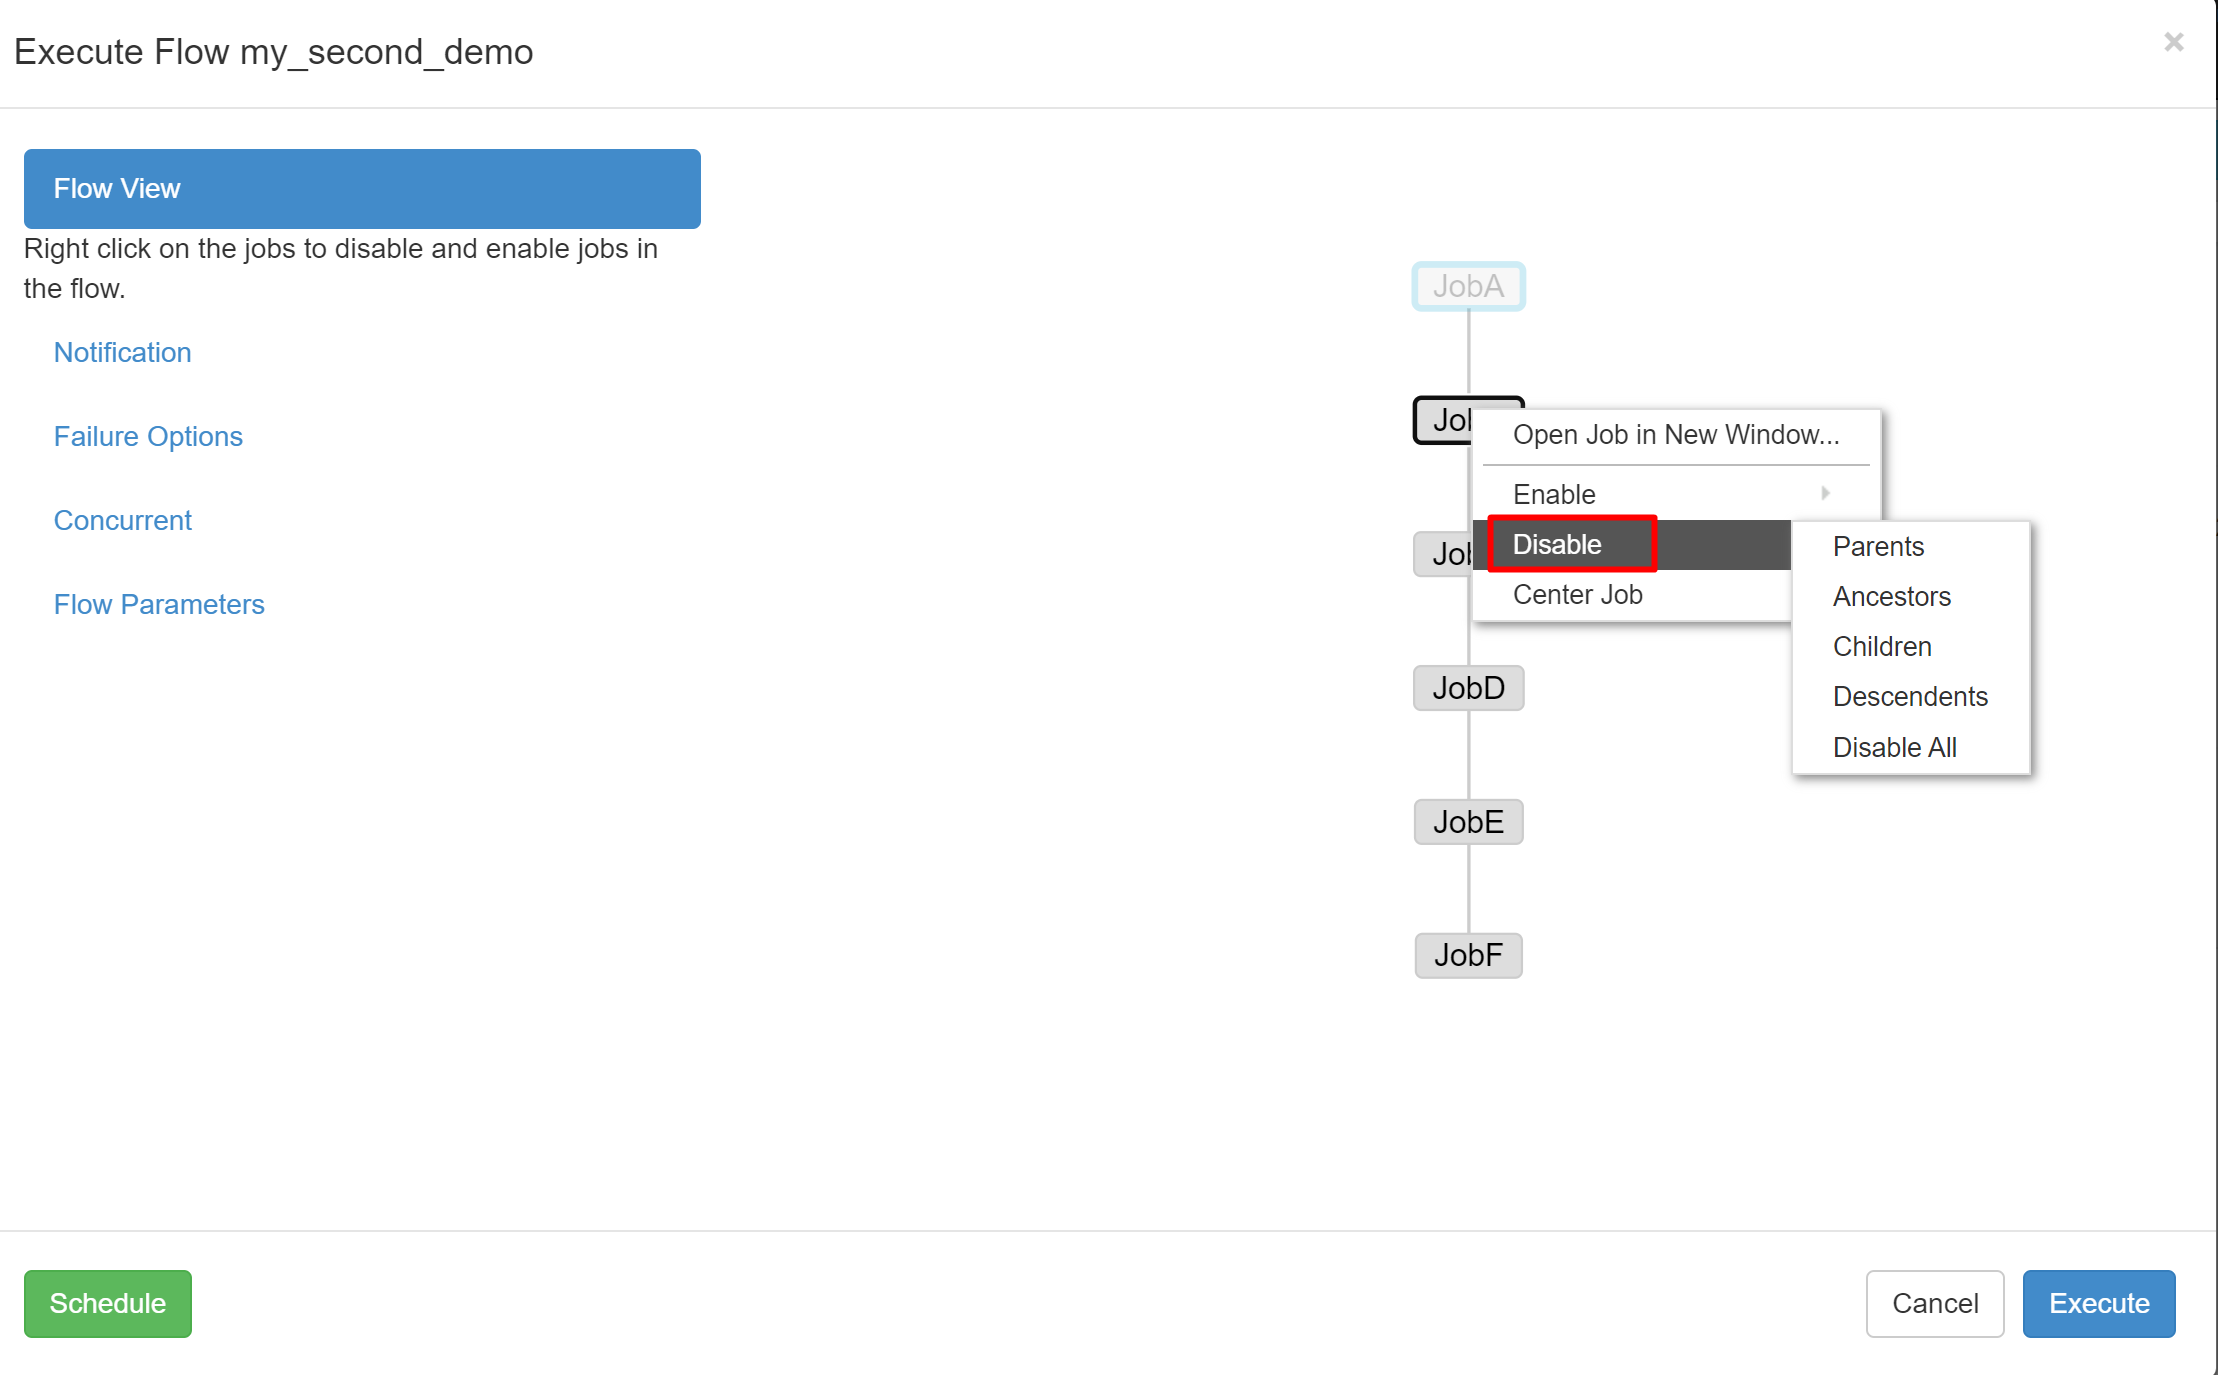 Execute Flow my_second_demo
×
Flow View
Right click on the jobs to disable and enable jobs in
the flow.
Notification
Failure Options
Concurrent
Flow Parameters
JobA
Open Job in New Window...
Enable
Disable
Center Job
Parents
Ancestors
Children
Descendents
Disable All
JobD
JobE
JobF
Schedule
Cancel
Execute